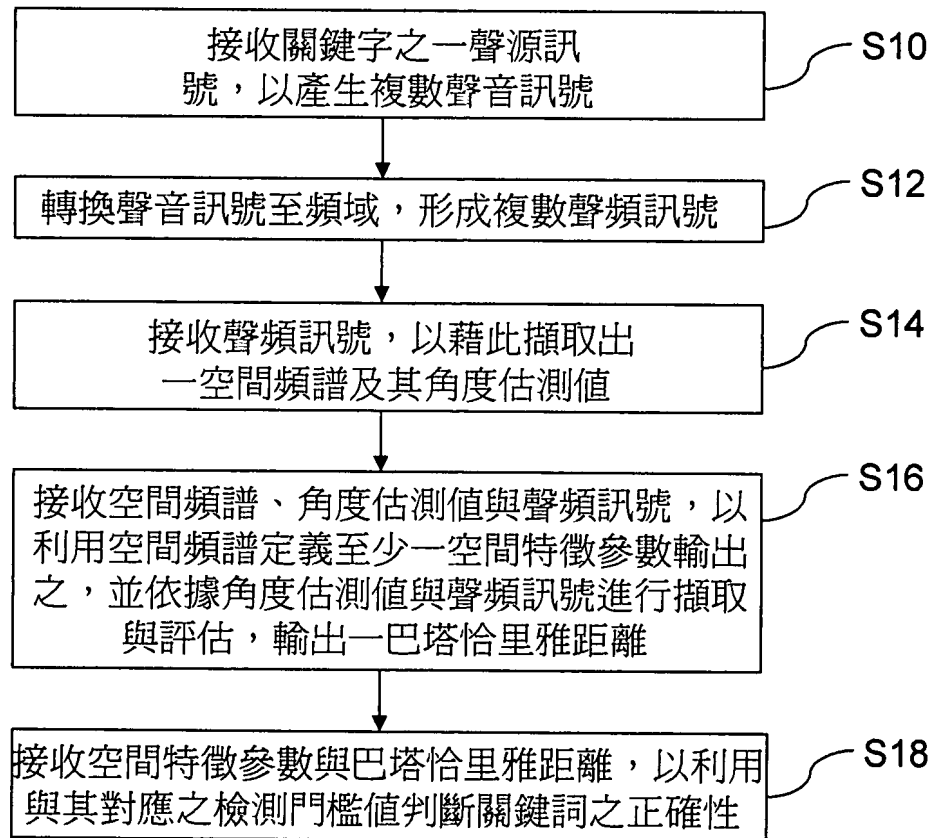 接收關鍵字之一聲源訊
號，以產生複數聲音訊號
S10
轉換聲音訊號至頻域，形成複數聲頻訊號
S12
接收聲頻訊號，以藉此擷取出
一空間頻譜及其角度估測值
S14
接收空間頻譜、角度估測值與聲頻訊號，以
利用空間頻譜定義至少一空間特徵參數輸出
之，並依據角度估測值與聲頻訊號進行擷取
與評估，輸出一巴塔恰里雅距離
S16
接收空間特徵參數與巴塔恰里雅距離，以利用
與其對應之檢測門檻值判斷關鍵詞之正確性
S18